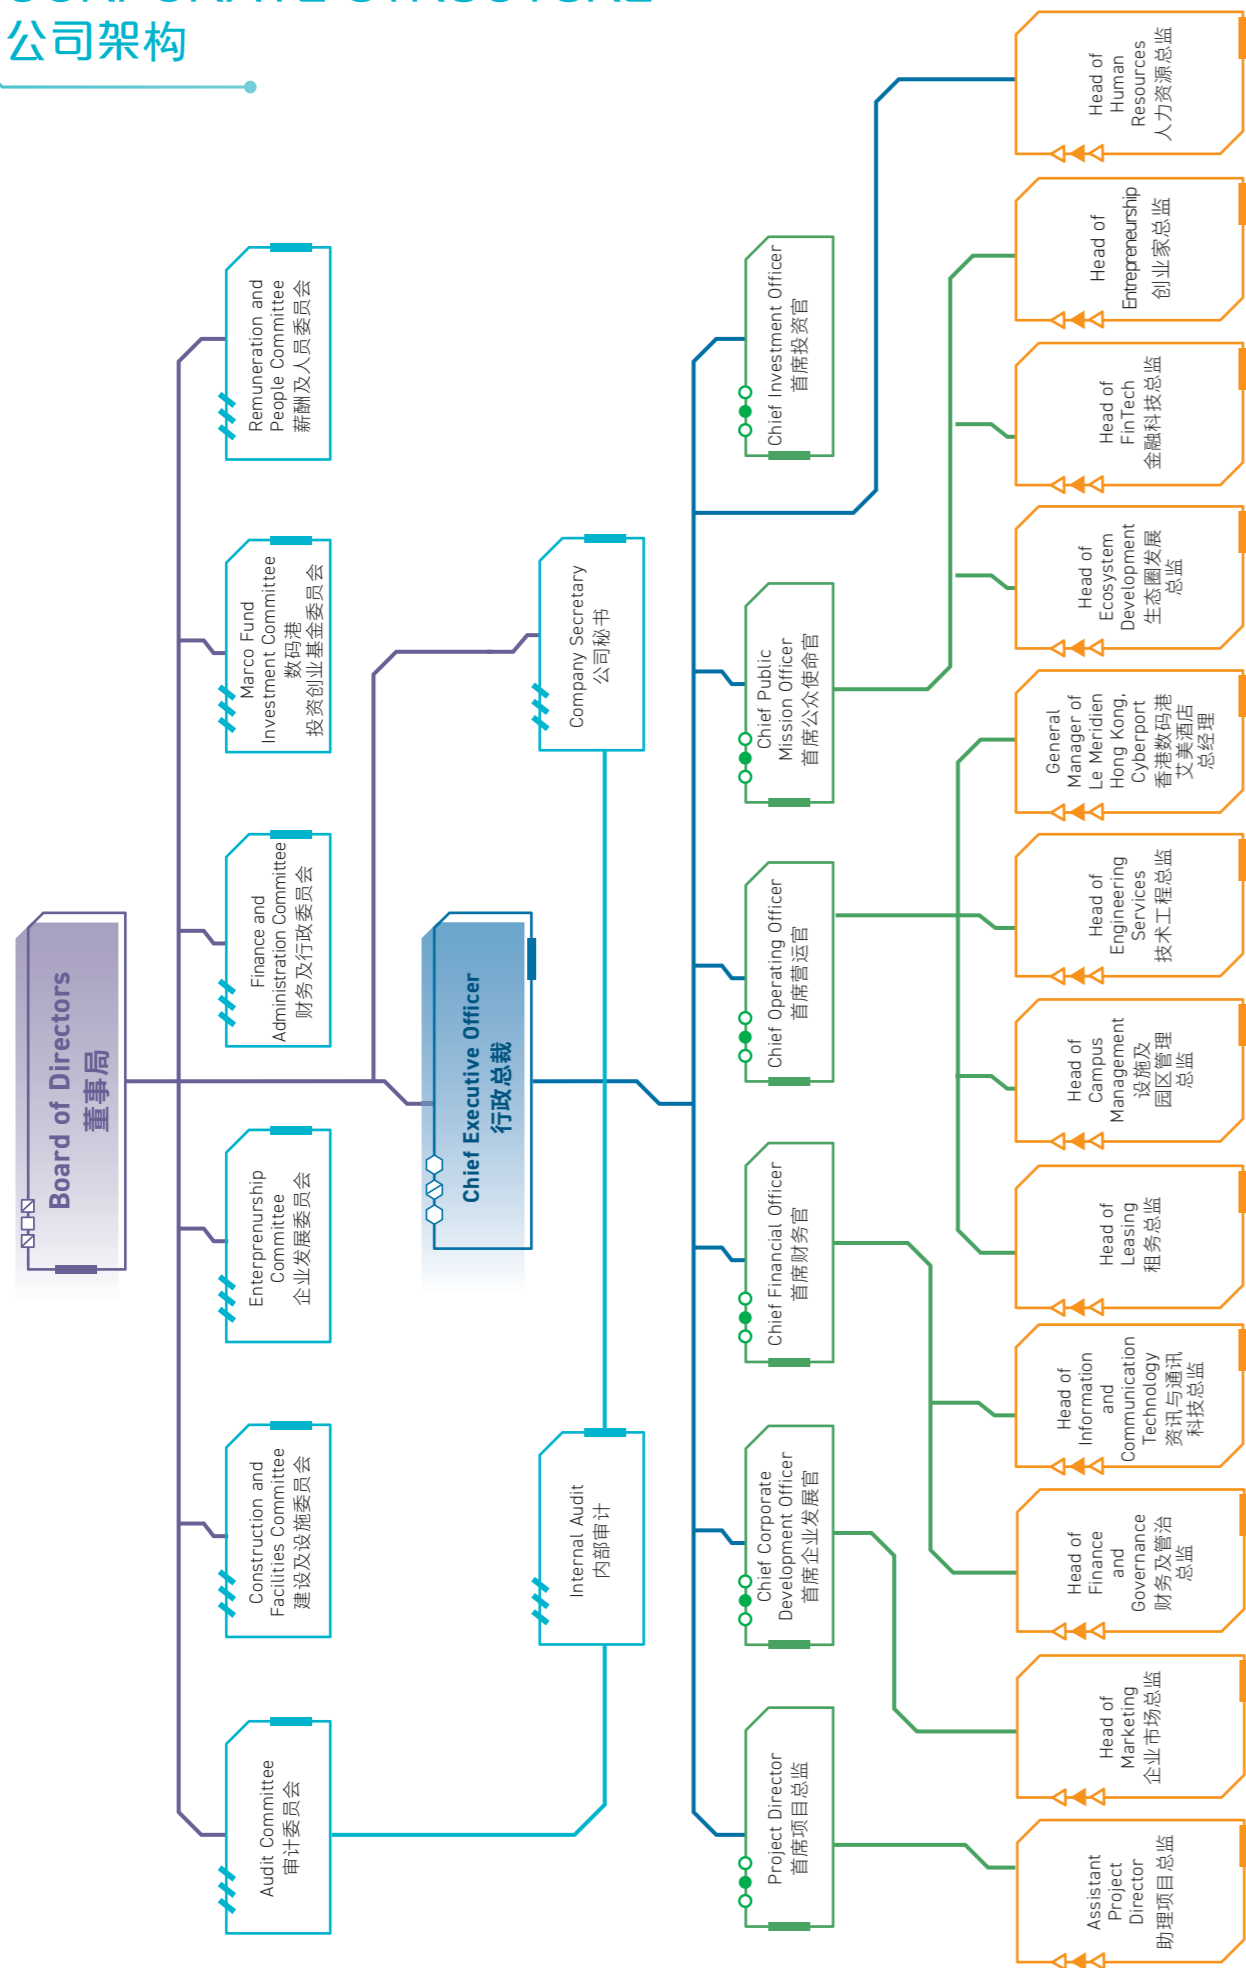 公司架构
Board of Directors
董事局
Audit Committee
审计委员会
Construction and
Facilities Committee
建设及设施委员会
Enterprenurship
Committee
企业发展委员会
Finance and
Administration Committee
财务及行政委员会
Marco Fund
Investment Committee
数码港
投资创业基金委员会
Remuneration and
People Committee
薪酬及人员委员会
Chief Executive Officer
行政总裁
Internal Audit
内部审计
Company Secretary
公司秘书
Project Director
首席项目总监
Chief Corporate
Development Officer
首席企业发展官
Chief Financial Officer
首席财务官
Chief Operating Officer
首席营运官
Chief Public
Mission Officer
首席公众使命官
Chief Investment Officer
首席投资官
Assistant
Project
Director
助理项目总监
Head of
Marketing
企业市场总监
Head of
Finance
and
Governance
财务及管治
总监
Head of
Information
and
Communication
Technology
资讯与通讯
科技总监
Head of
Leasing
租务总监
Head of
Campus
Management
设施及
园区管理
总监
Head of
Engineering
Services
技术工程总监
General
Manager of
Le Meridien
Hong Kong,
Cyberport
香港数码港
艾美酒店
总经理
Head of
Ecosystem
Development
生态圈发展
总监
Head of
FinTech
金融科技总监
Head of
Entrepreneurship
创业家总监
Head of
Human
Resources
人力资源总监